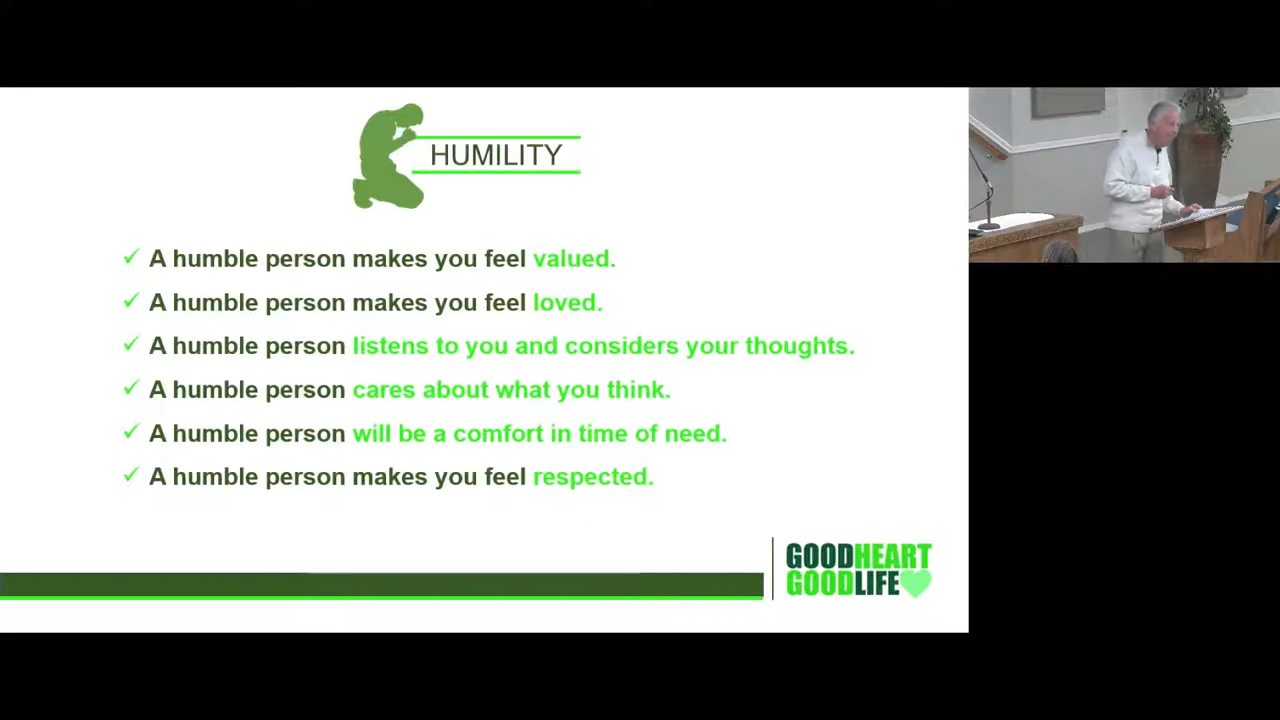 HUMILITY
A humble person makes you feel valued.
A humble person makes you feel loved.
A humble person listens to you and considers your thoughts.
A humble person cares about what you think.
A humble person will be a comfort in time of need.
A humble person makes you feel respected.
GOODHEART
GOODLIFE